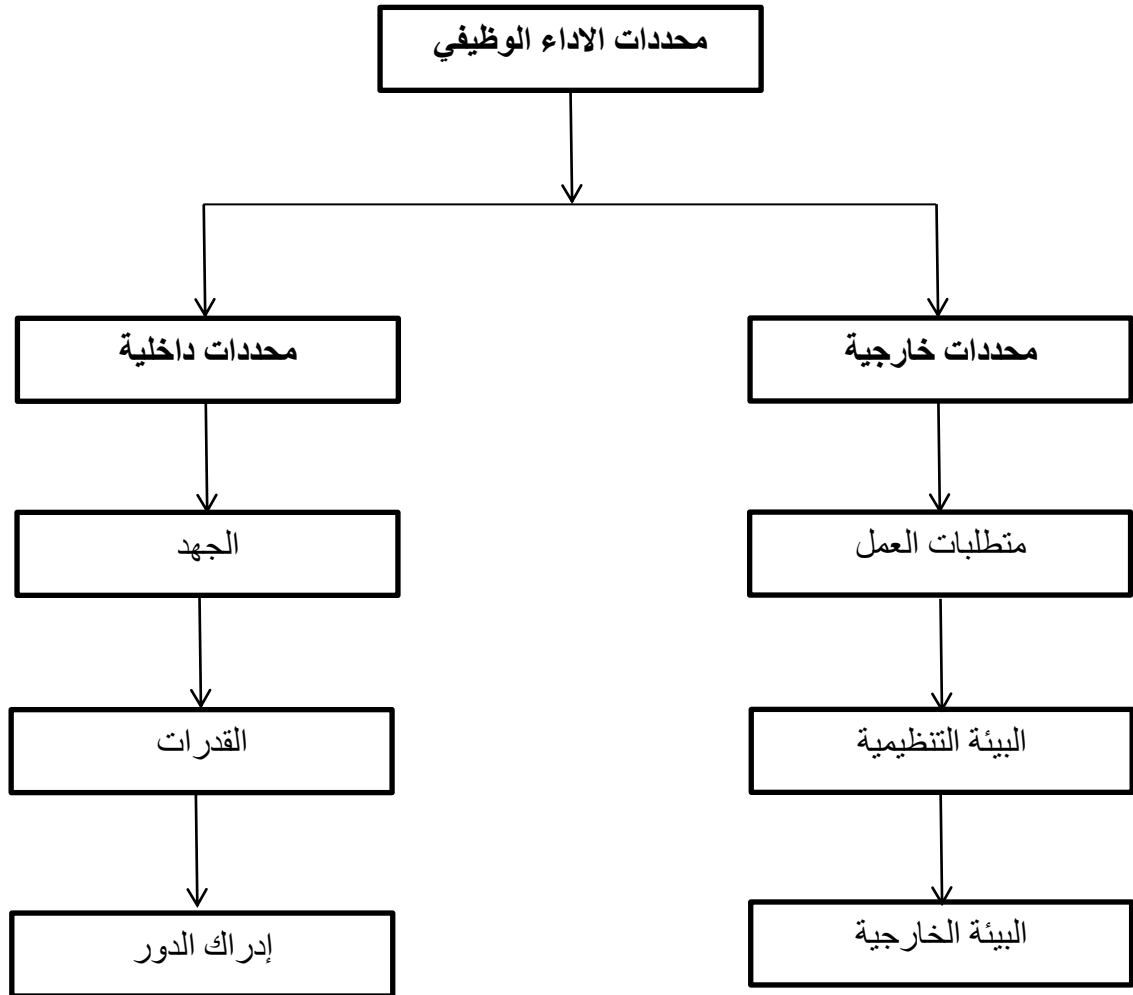 محددات الاداء الوظيفي
محددات خارجية
محددات داخلية
متطلبات العمل
الجهد
البيئة التنظيمية
القدرات
البيئة الخارجية
إدراك الدور